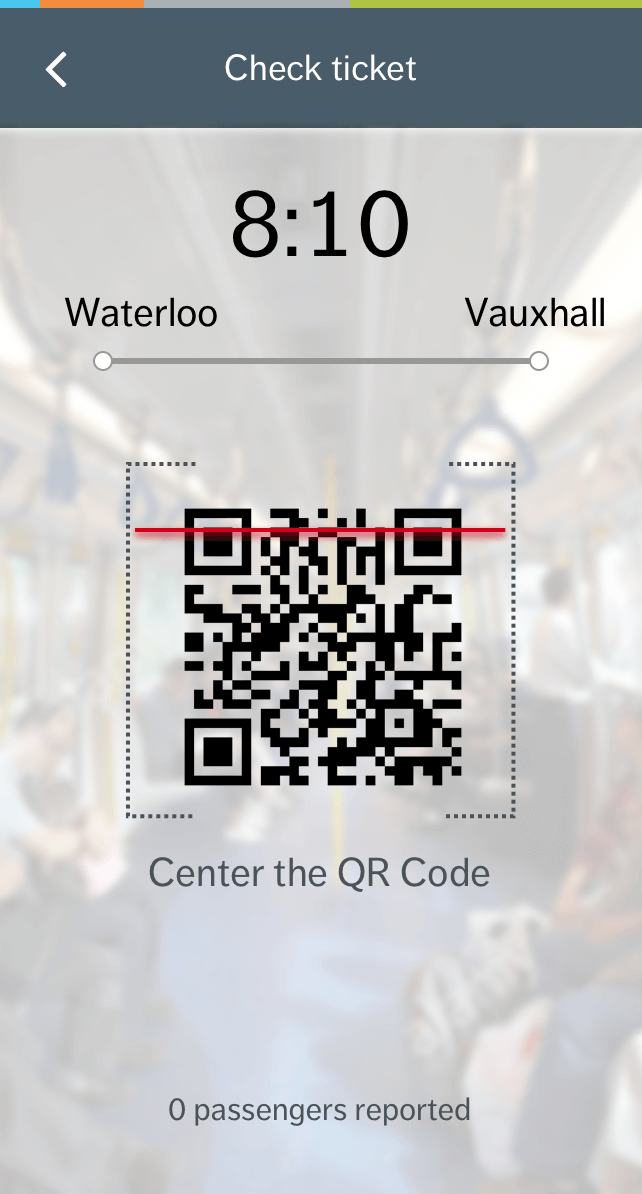 Check ticket
8:10
Waterloo Vauxhall
Center the QR Code
0 passengers reported